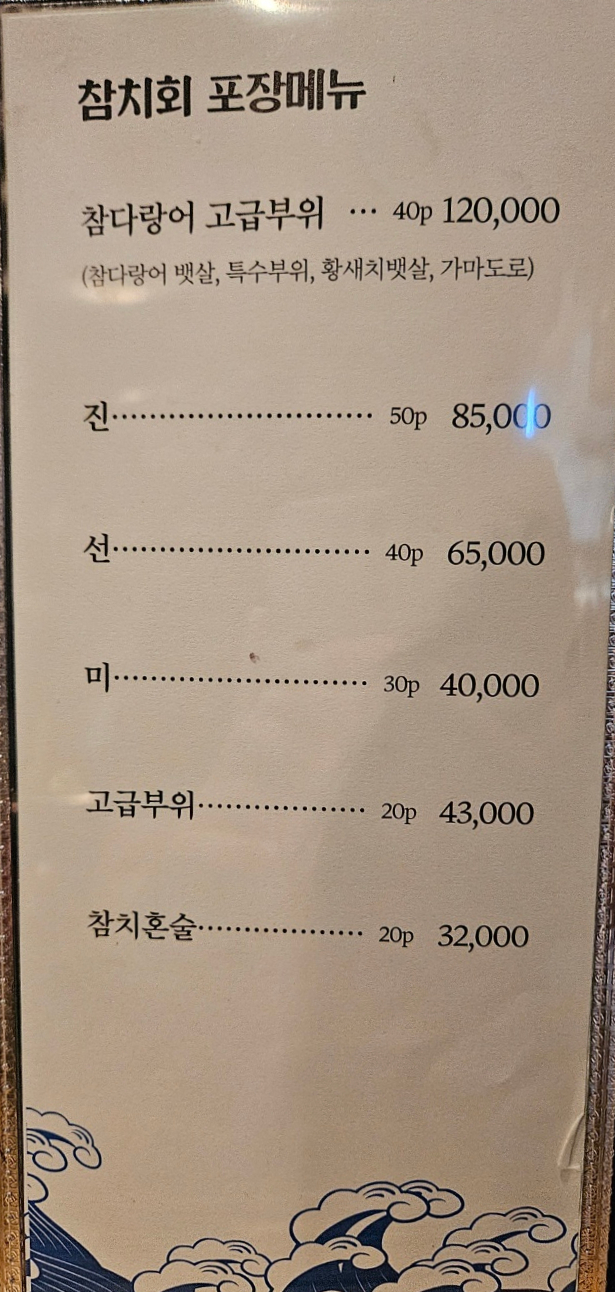 참치회 포장메뉴
참다랑어 고급부위 ··· 40p 120,000
(참다랑어 뱃살, 특수부위, 황새치뱃살, 가마도로)
진···························· 50p 85,000
선···························· 40p 65,000
미··························· 30p 40,000
고급부위·················· 20p 43,000
참치혼술·················· 20p 32,000